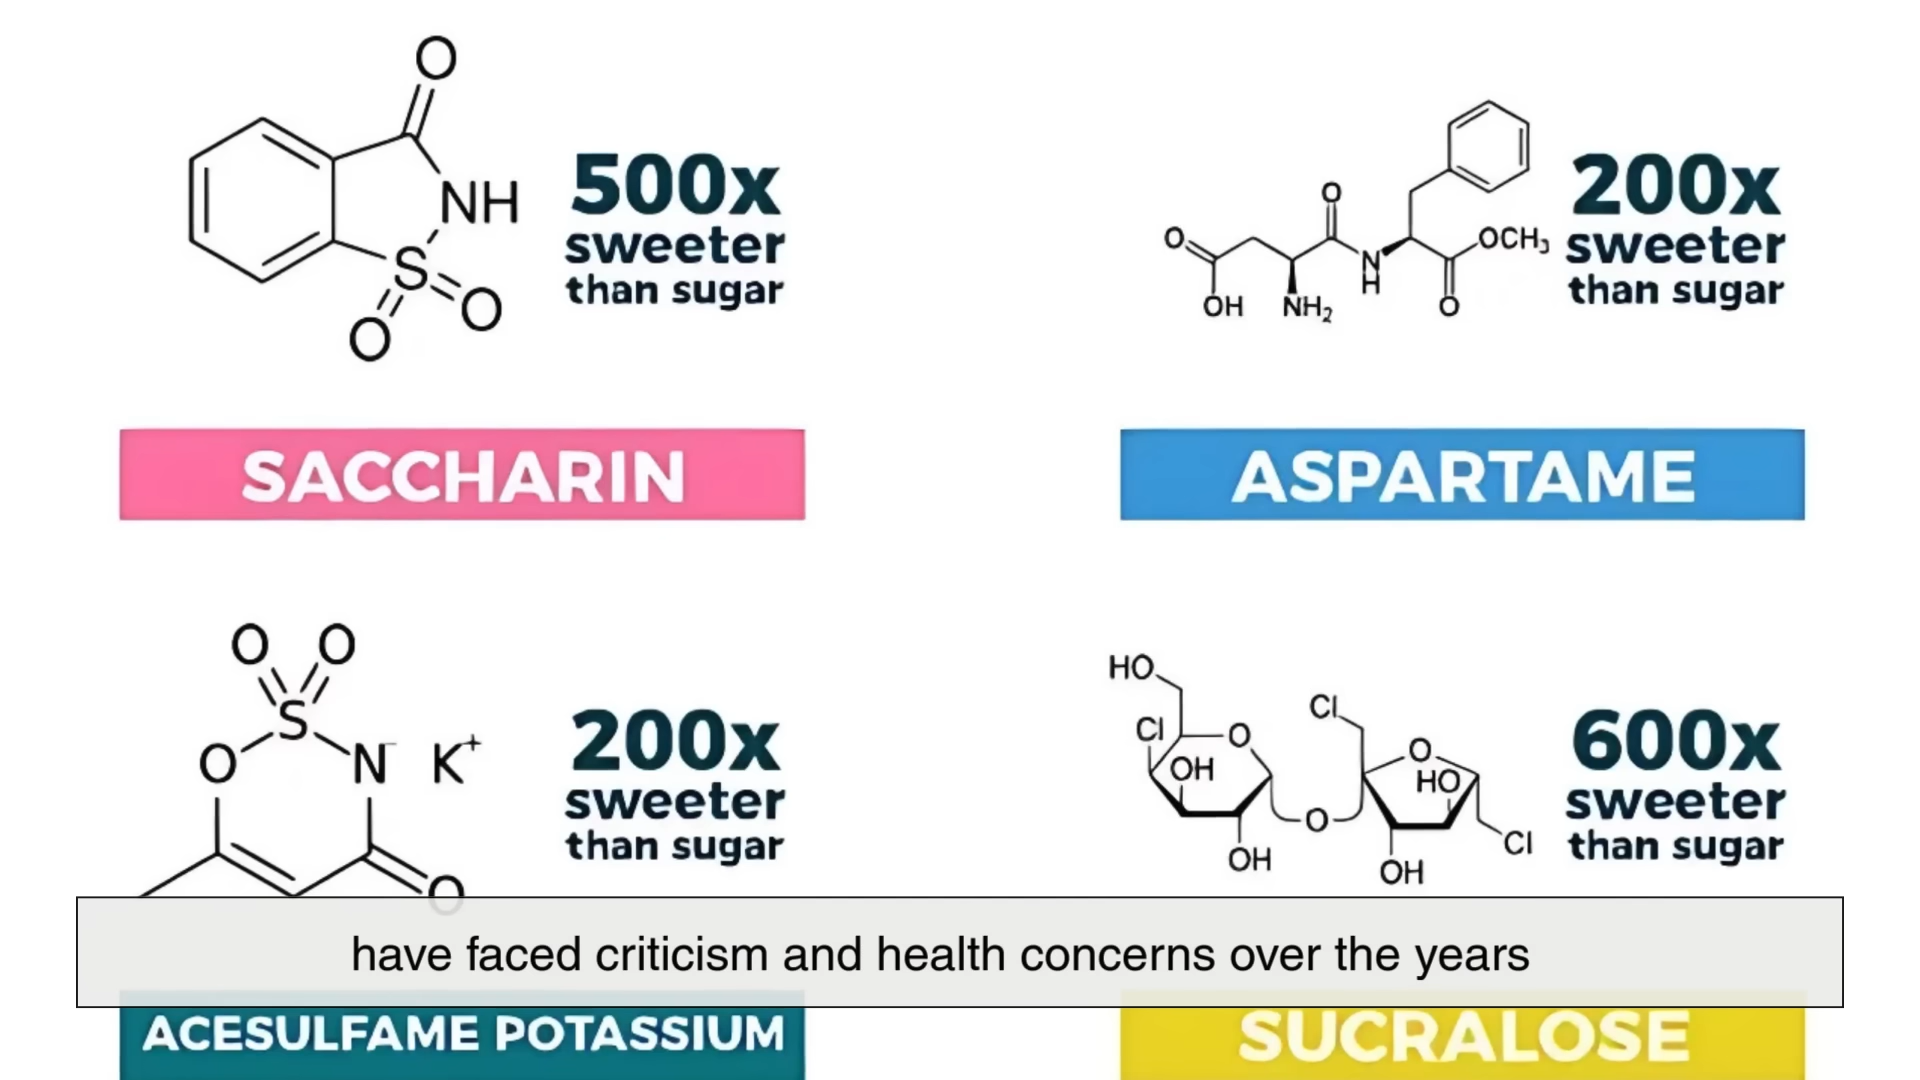 O
NH
S
O
O
500x
sweeter
than sugar
SACCHARIN
O
O
OH
NH₂
N
H
OCH₃
O
200x
sweeter
than sugar
ASPARTAME
O O
S
O
N⁻ K⁺
O
200x
sweeter
than sugar
ACESULFAME POTASSIUM
HO
Cl
O
OH
OH
O
Cl
O
HO
OH
Cl
600x
sweeter
than sugar
SUCRALOSE
have faced criticism and health concerns over the years